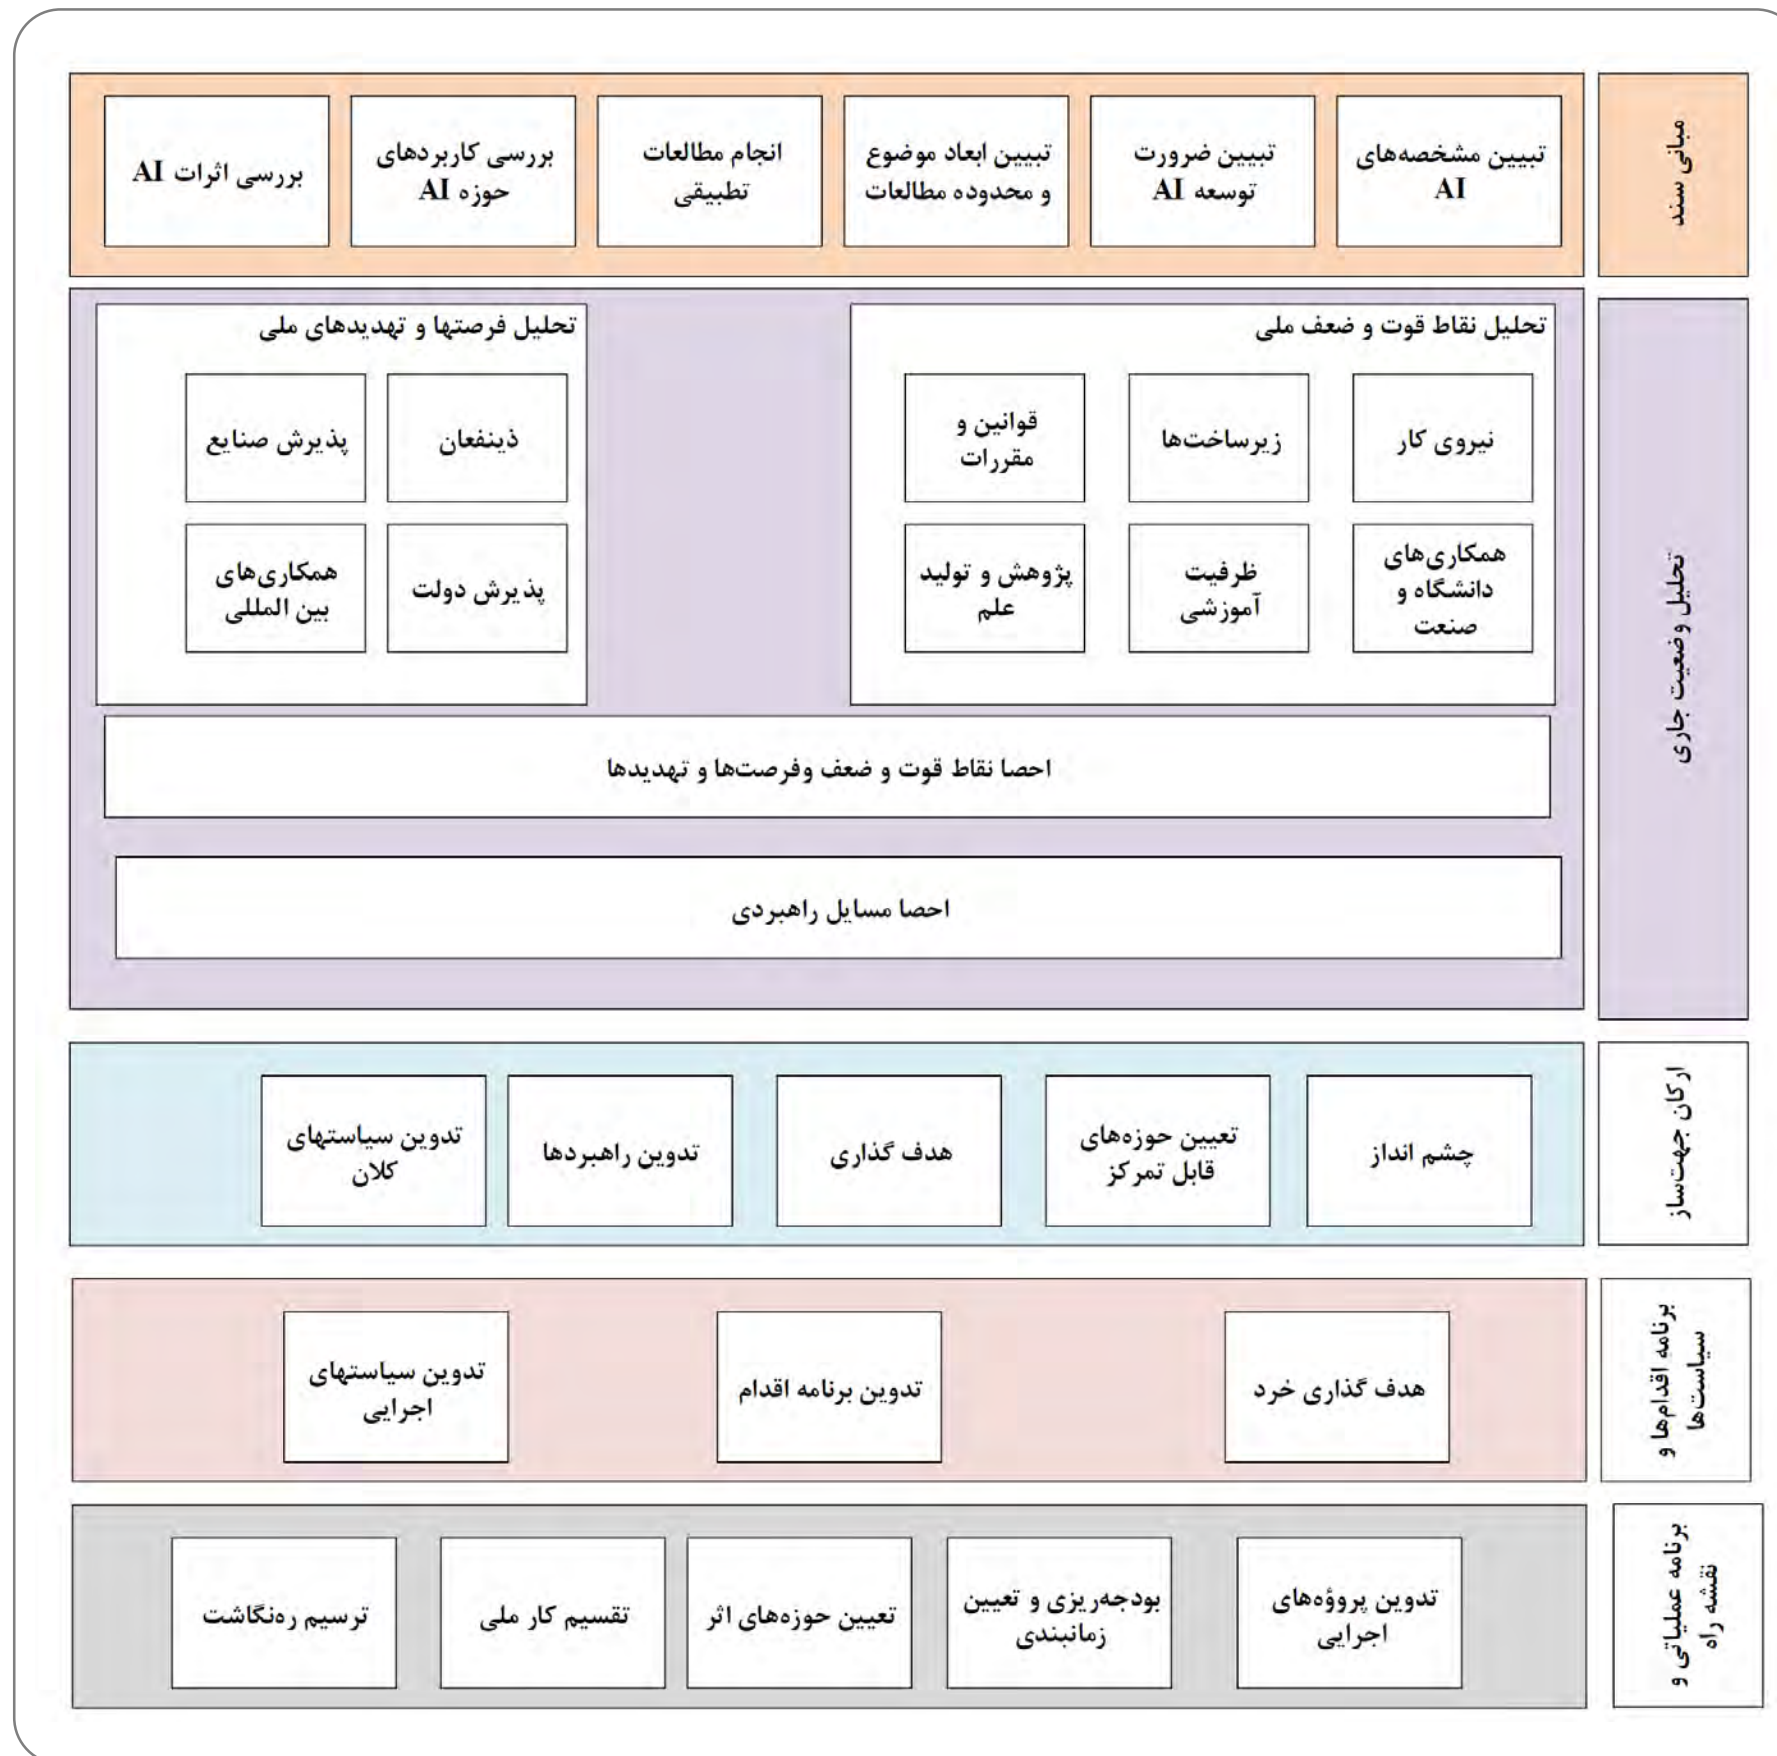 مبانی سند
تبیین مشخصه‌های
AI
تبیین ضرورت
توسعه AI
تبیین ابعاد موضوع
و محدوده مطالعات
انجام مطالعات
تطبیقی
بررسی کاربردهای
حوزه AI
بررسی اثرات AI
تحلیل وضعیت جاری
تحلیل نقاط قوت و ضعف ملی
نیروی کار
زیرساخت‌ها
قوانین و
مقررات
همکاری‌های
دانشگاه و
صنعت
ظرفیت
آموزشی
پژوهش و تولید
علم
تحلیل فرصتها و تهدیدهای ملی
ذینفعان
پذیرش صنایع
پذیرش دولت
همکاری‌های
بین المللی
احصا نقاط قوت و ضعف وفرصت‌ها و تهدیدها
احصا مسایل راهبردی
ارکان جهت‌ساز
چشم انداز
تعیین حوزه‌های
قابل تمرکز
هدف گذاری
تدوین راهبردها
تدوین سیاستهای
کلان
برنامه اقدام‌ها و
سیاست‌ها
هدف گذاری خرد
تدوین برنامه اقدام
تدوین سیاستهای
اجرایی
برنامه عملیاتی و
نقشه راه
تدوین پروؤه‌های
اجرایی
بودجه‌ریزی و تعیین
زمانبندی
تعیین حوزه‌های اثر
تقسیم کار ملی
ترسیم ره‌نگاشت